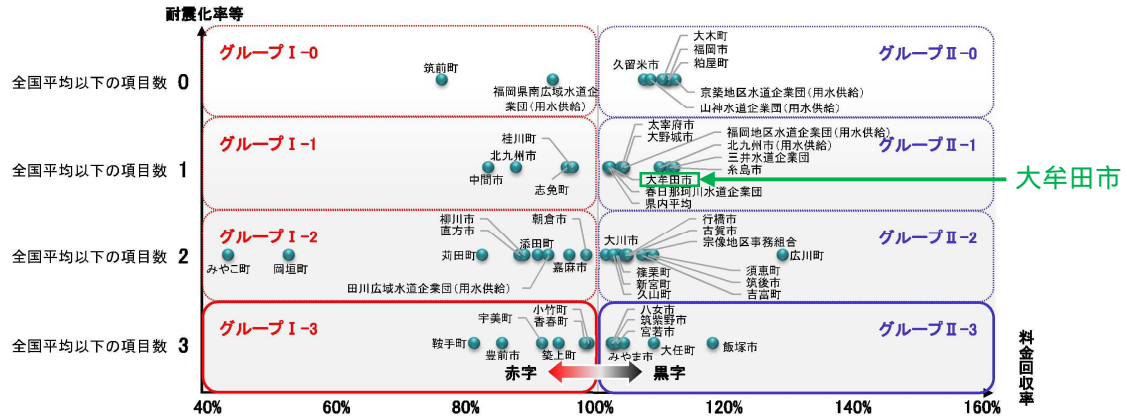 耐震化率等
グループⅠ-0
グループⅡ-0
全国平均以下の項目数 0
筑前町
福岡県南広域水道企
業団(用水供給)
久留米市
大木町
福岡市
粕屋町
京築地区水道企業団(用水供給)
山神水道企業団(用水供給)
グループⅠ-1
グループⅡ-1
全国平均以下の項目数 1
桂川町
北九州市
中間市
志免町
太宰府市
大野城市
福岡地区水道企業団(用水供給)
北九州市(用水供給)
三井水道企業団
糸島市
大牟田市
春日那珂川水道企業団
県内平均
大牟田市
グループⅠ-2
グループⅡ-2
全国平均以下の項目数 2
みやこ町
岡垣町
柳川市
直方市
苅田町
添田町
朝倉市
嘉麻市
田川広域水道企業団(用水供給)
大川市
行橋市
古賀市
宗像地区事務組合
広川町
篠栗町
新宮町
久山町
須恵町
筑後市
吉富町
グループⅠ-3
グループⅡ-3
全国平均以下の項目数 3
小竹町
香春町
宇美町
鞍手町
豊前市
築上町
八女市
筑紫野市
宮若市
みやま市
大任町
飯塚市
赤字
黒字
料金回収率
40%
60%
80%
100%
120%
140%
160%